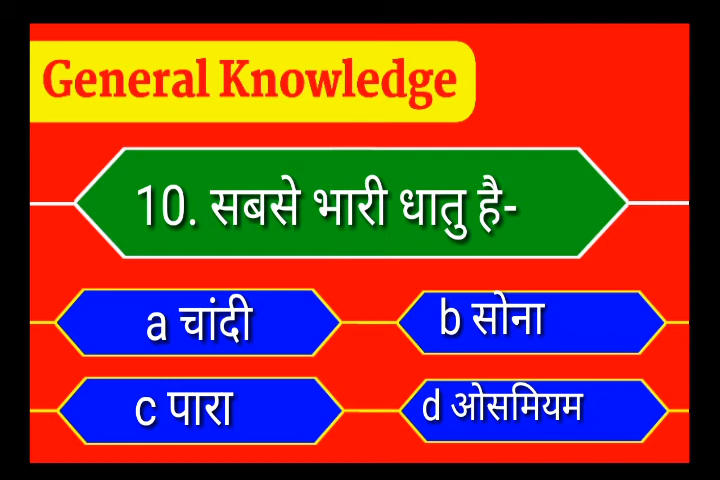 General Knowledge
10. सबसे भारी धातु है-
a चांदी
b सोना
c पारा
d ओसमियम